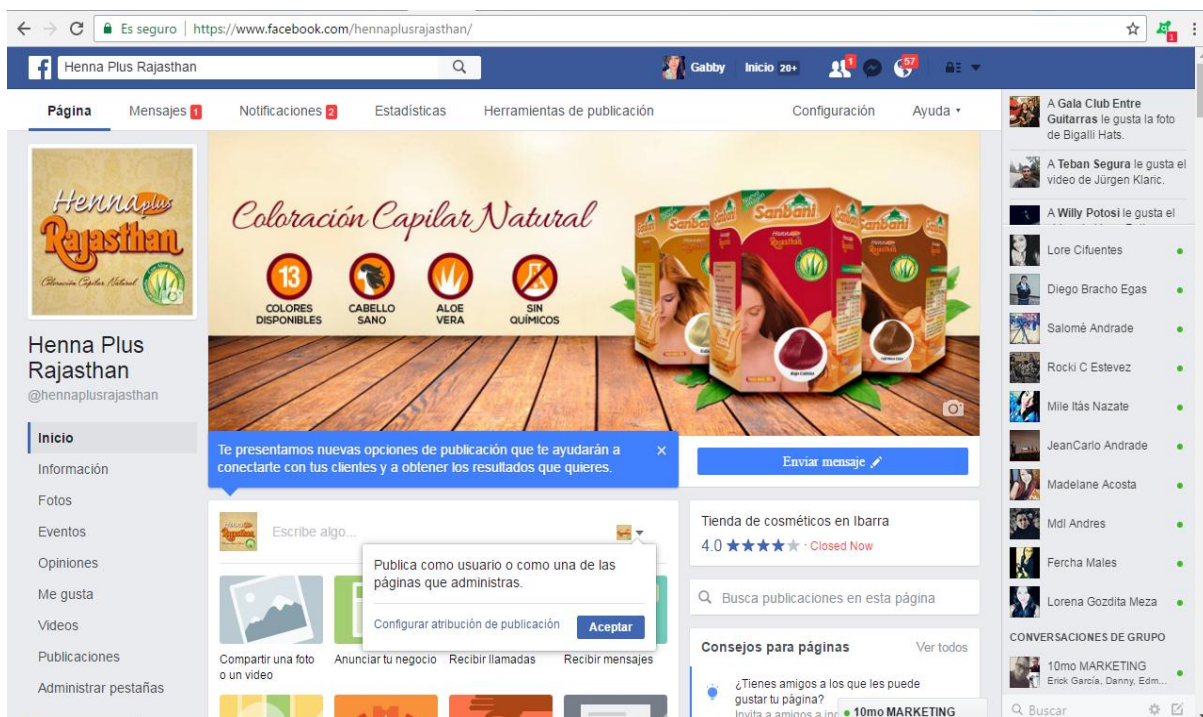 Es seguro | https://www.facebook.com/hennaplusrajasthan/
1
Henna Plus Rajasthan
Gabby Inicio 20+ 1 57
Página Mensajes 1 Notificaciones 2 Estadísticas Herramientas de publicación Configuración Ayuda
Henna plus
Rajasthan
Coloración Capilar Natural
Coloración Capilar Natural
13
COLORES
DISPONIBLES
CABELLO
SANO
ALOE
VERA
SIN
QUÍMICOS
Sanbani
Sanbani
Sanbani
Rajasthan
Henna Plus
Rajasthan
@hennaplusrajasthan
Inicio
Información
Fotos
Eventos
Opiniones
Me gusta
Videos
Publicaciones
Administrar pestañas
Te presentamos nuevas opciones de publicación que te ayudarán a
conectarte con tus clientes y a obtener los resultados que quieres.
Enviar mensaje
Escribe algo...
Publica como usuario o como una de las
páginas que administras.
Configurar atribución de publicación Aceptar
Compartir una foto
o un video
Anunciar tu negocio
Recibir llamadas
Recibir mensajes
Tienda de cosméticos en Ibarra
4.0 ★★★★★ · Closed Now
Busca publicaciones en esta página
Consejos para páginas Ver todos
¿Tienes amigos a los que les puede
gustar tu página?
Invita a amigos a
10mo MARKETING
A Gala Club Entre
Guitarras le gusta la foto
de Bigalli Hats.
A Teban Segura le gusta el
video de Jürgen Klaric.
A Willy Potosi le gusta el
Lore Cifuentes
Diego Bracho Egas
Salomé Andrade
Rocki C Estevez
Mile Itás Nazate
JeanCarlo Andrade
Madelane Acosta
Mdl Andres
Fercha Males
Lorena Gozdita Meza
CONVERSACIONES DE GRUPO
10mo MARKETING
Erick García, Danny, Edm...
Buscar